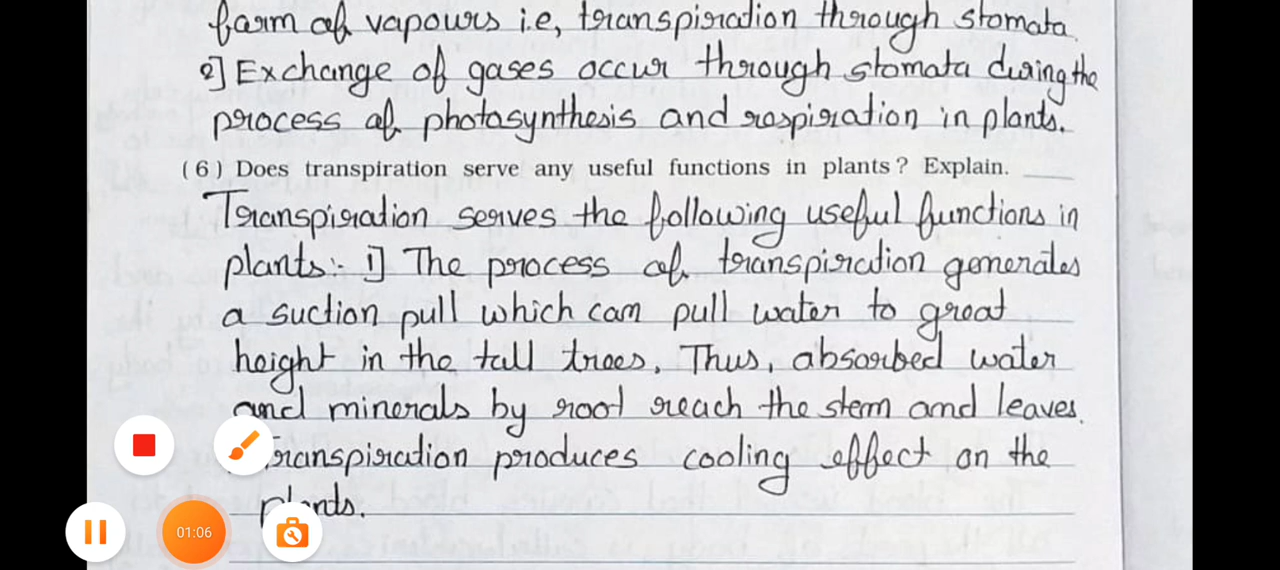 form of vapours i.e, transpiration through stomata.
2] Exchange of gases occur through stomata during the
process of photosynthesis and respiration in plants.
(6) Does transpiration serve any useful functions in plants? Explain.
Transpiration serves the following useful functions in
plants:- 1] The process of transpiration generates
a suction pull which can pull water to great
height in the tall trees. Thus, absorbed water
and minerals by root reach the stem and leaves.
Transpiration produces cooling effect on the
plants.
01:06